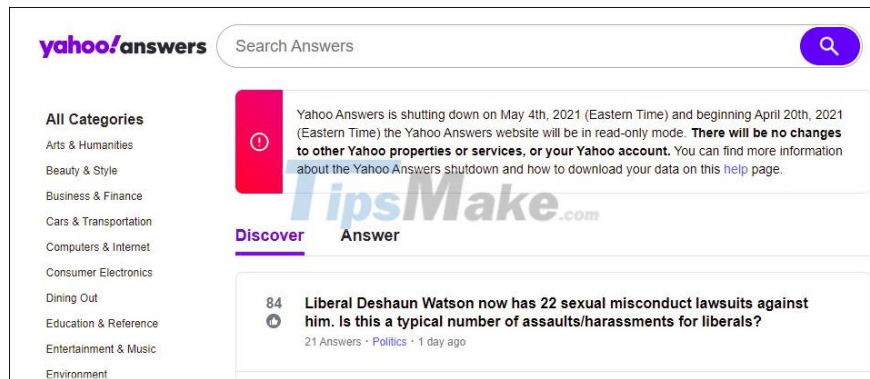 yahoo!answers
Search Answers
All Categories
Arts & Humanities
Beauty & Style
Business & Finance
Cars & Transportation
Computers & Internet
Consumer Electronics
Dining Out
Education & Reference
Entertainment & Music
Environment
Yahoo Answers is shutting down on May 4th, 2021 (Eastern Time) and beginning April 20th, 2021
(Eastern Time) the Yahoo Answers website will be in read-only mode. There will be no changes
to other Yahoo properties or services, or your Yahoo account. You can find more information
about the Yahoo Answers shutdown and how to download your data on this help page.
TipsMake.com
Discover Answer
84
Liberal Deshaun Watson now has 22 sexual misconduct lawsuits against
him. Is this a typical number of assaults/harassments for liberals?
21 Answers · Politics · 1 day ago